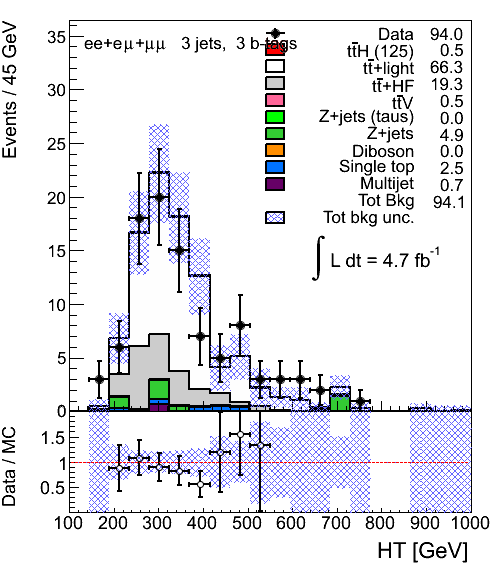 Events / 45 GeV
35
30
25
20
15
10
5
0
ee+eμ+μμ 3 jets, 3 b-tags
Data 94.0
tt̄H (125) 0.5
tt̄+light 66.3
tt̄+HF 19.3
tt̄V 0.5
Z+jets (taus) 0.0
Z+jets 4.9
Diboson 0.0
Single top 2.5
Multijet 0.7
Tot Bkg 94.1
Tot bkg unc.
∫ L dt = 4.7 fb⁻¹
Data / MC
1.5
1
0.5
100 200 300 400 500 600 700 800 900 1000
HT [GeV]